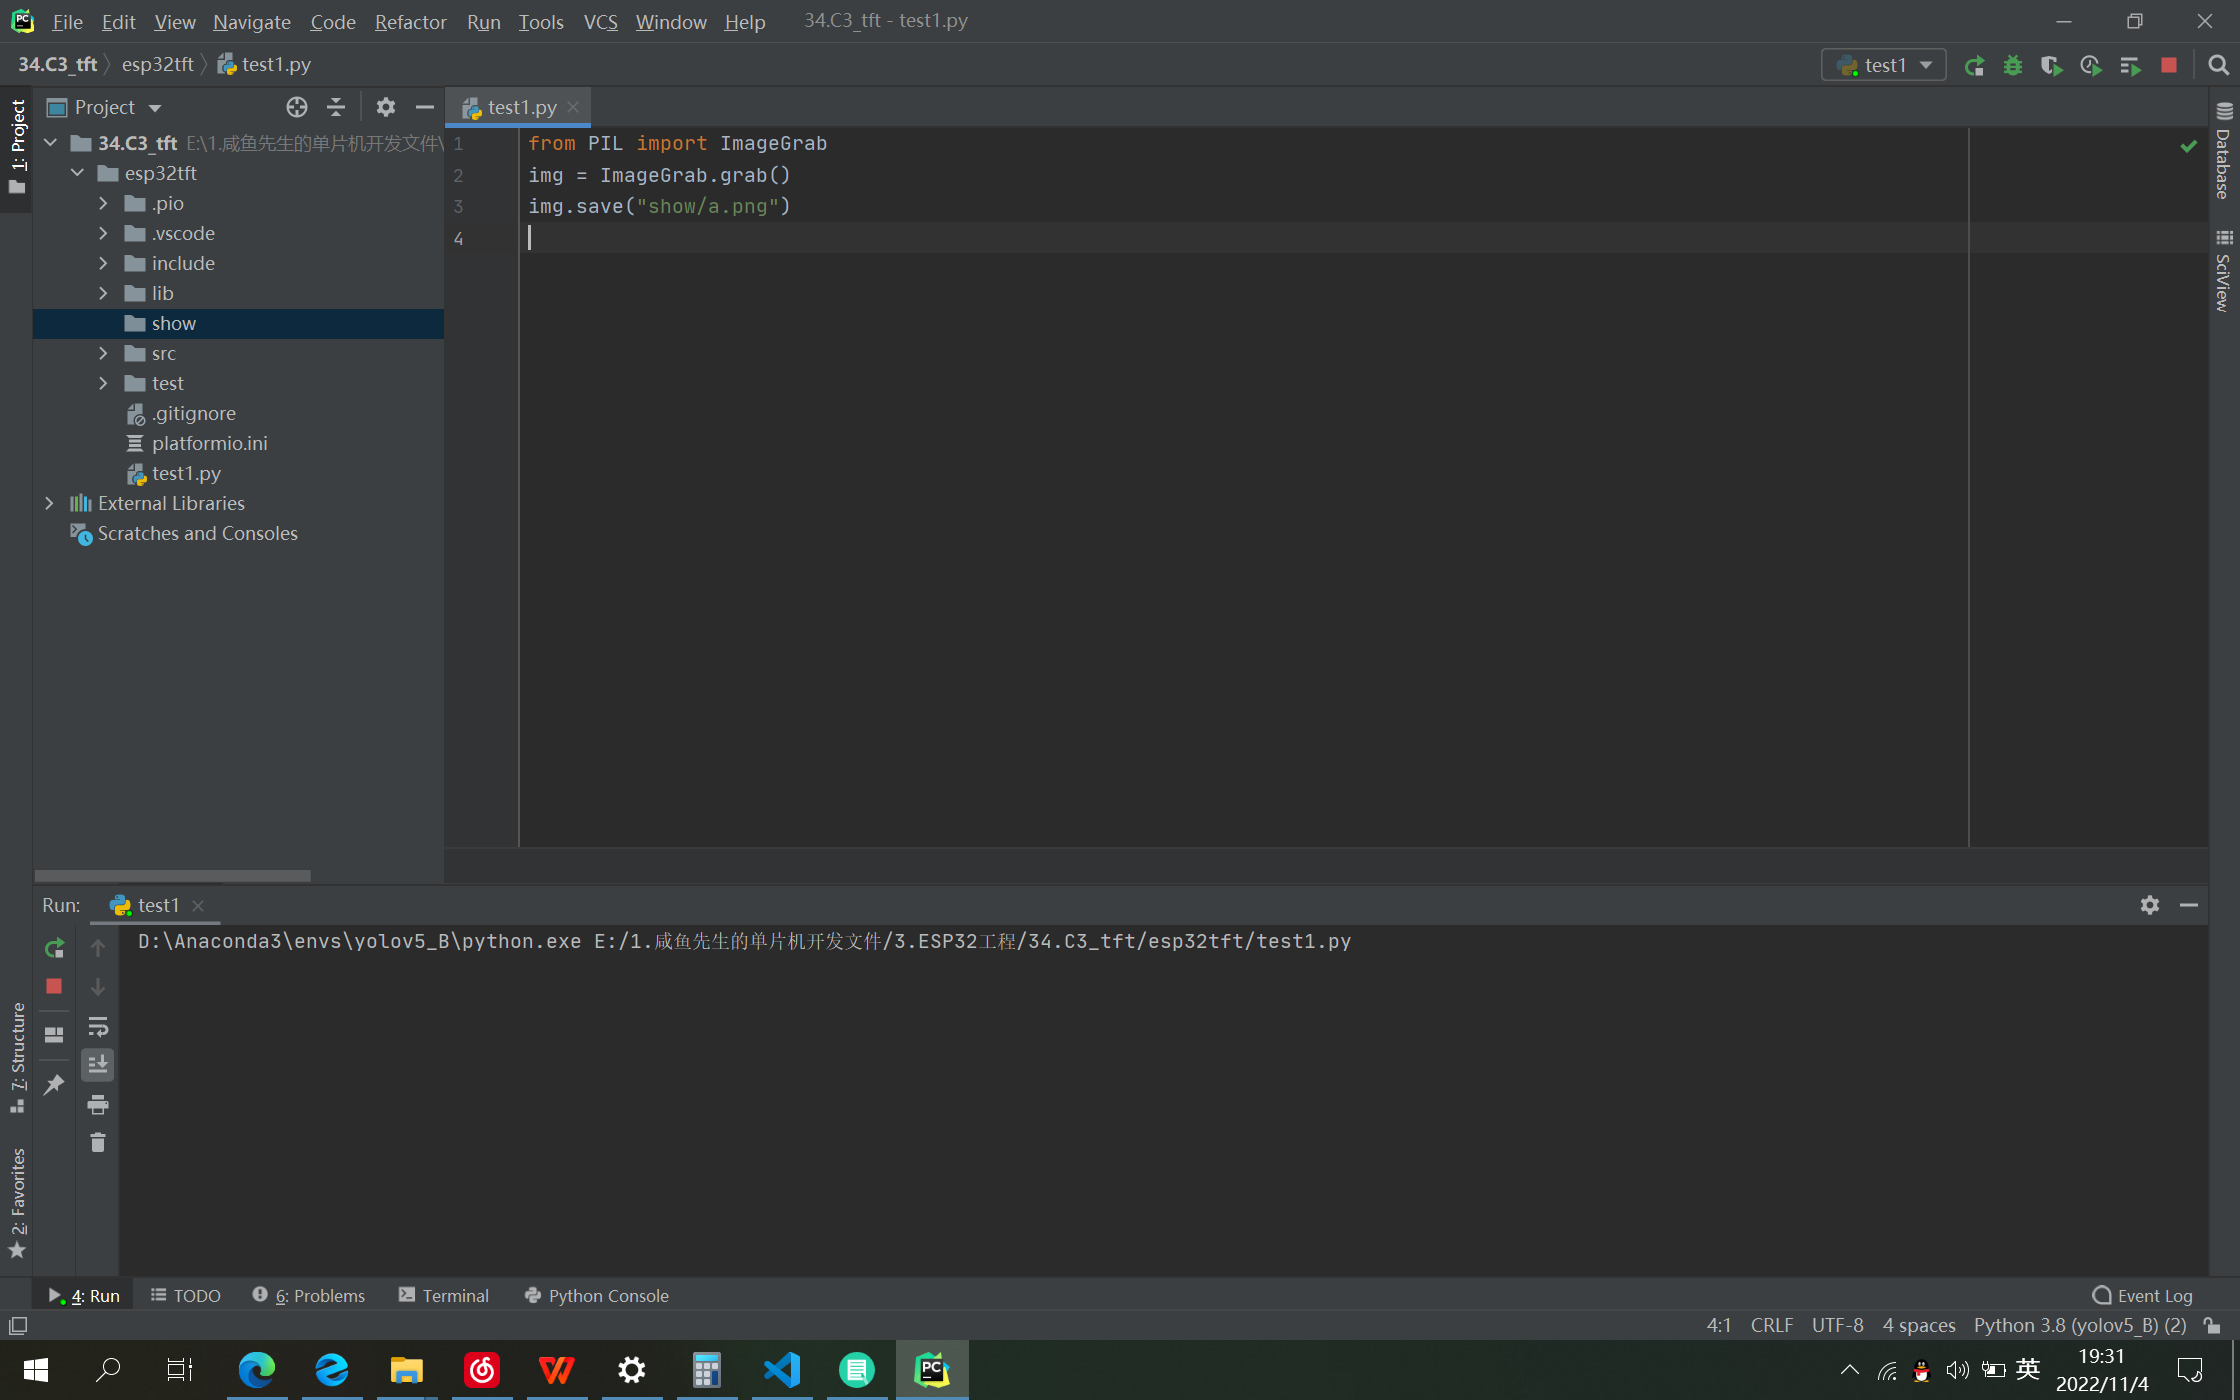 File Edit View Navigate Code Refactor Run Tools VCS Window Help 34.C3_tft - test1.py
34.C3_tft esp32tft test1.py test1
1: Project
Project
test1.py
34.C3_tft E:\1.咸鱼先生的单片机开发文件\
esp32tft
.pio
.vscode
include
lib
show
src
test
.gitignore
platformio.ini
test1.py
External Libraries
Scratches and Consoles
1 from PIL import ImageGrab
2 img = ImageGrab.grab()
3 img.save("show/a.png")
4
Database
SciView
Run: test1
D:\Anaconda3\envs\yolov5_B\python.exe E:/1.咸鱼先生的单片机开发文件/3.ESP32工程/34.C3_tft/esp32tft/test1.py
7: Structure
2: Favorites
4: Run TODO 6: Problems Terminal Python Console Event Log
4:1 CRLF UTF-8 4 spaces Python 3.8 (yolov5_B) (2)
PC
英
19:31
2022/11/4